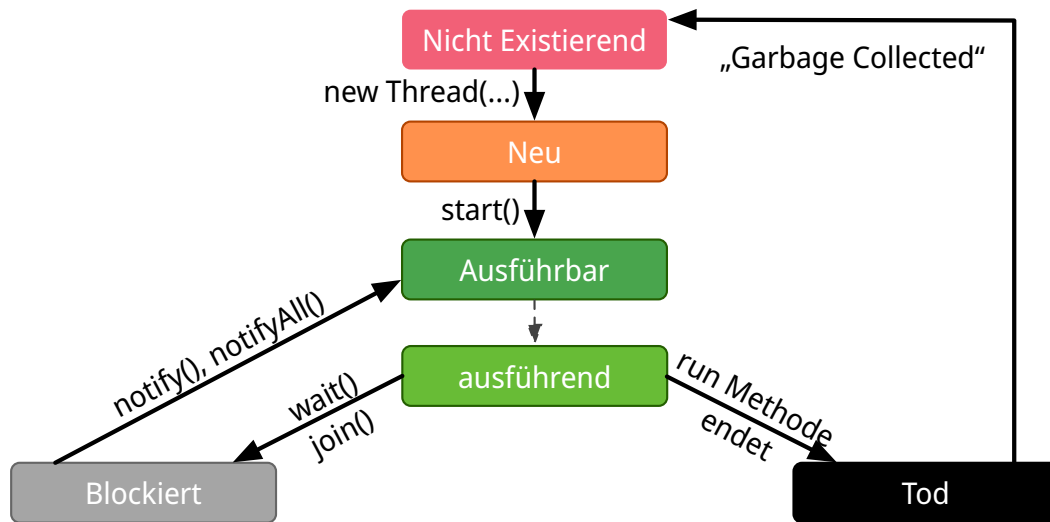 Nicht Existierend
„Garbage Collected“
new Thread(...)
Neu
start()
Ausführbar
notify(), notifyAll()
ausführend
wait()
join()
run Methode
endet
Blockiert
Tod